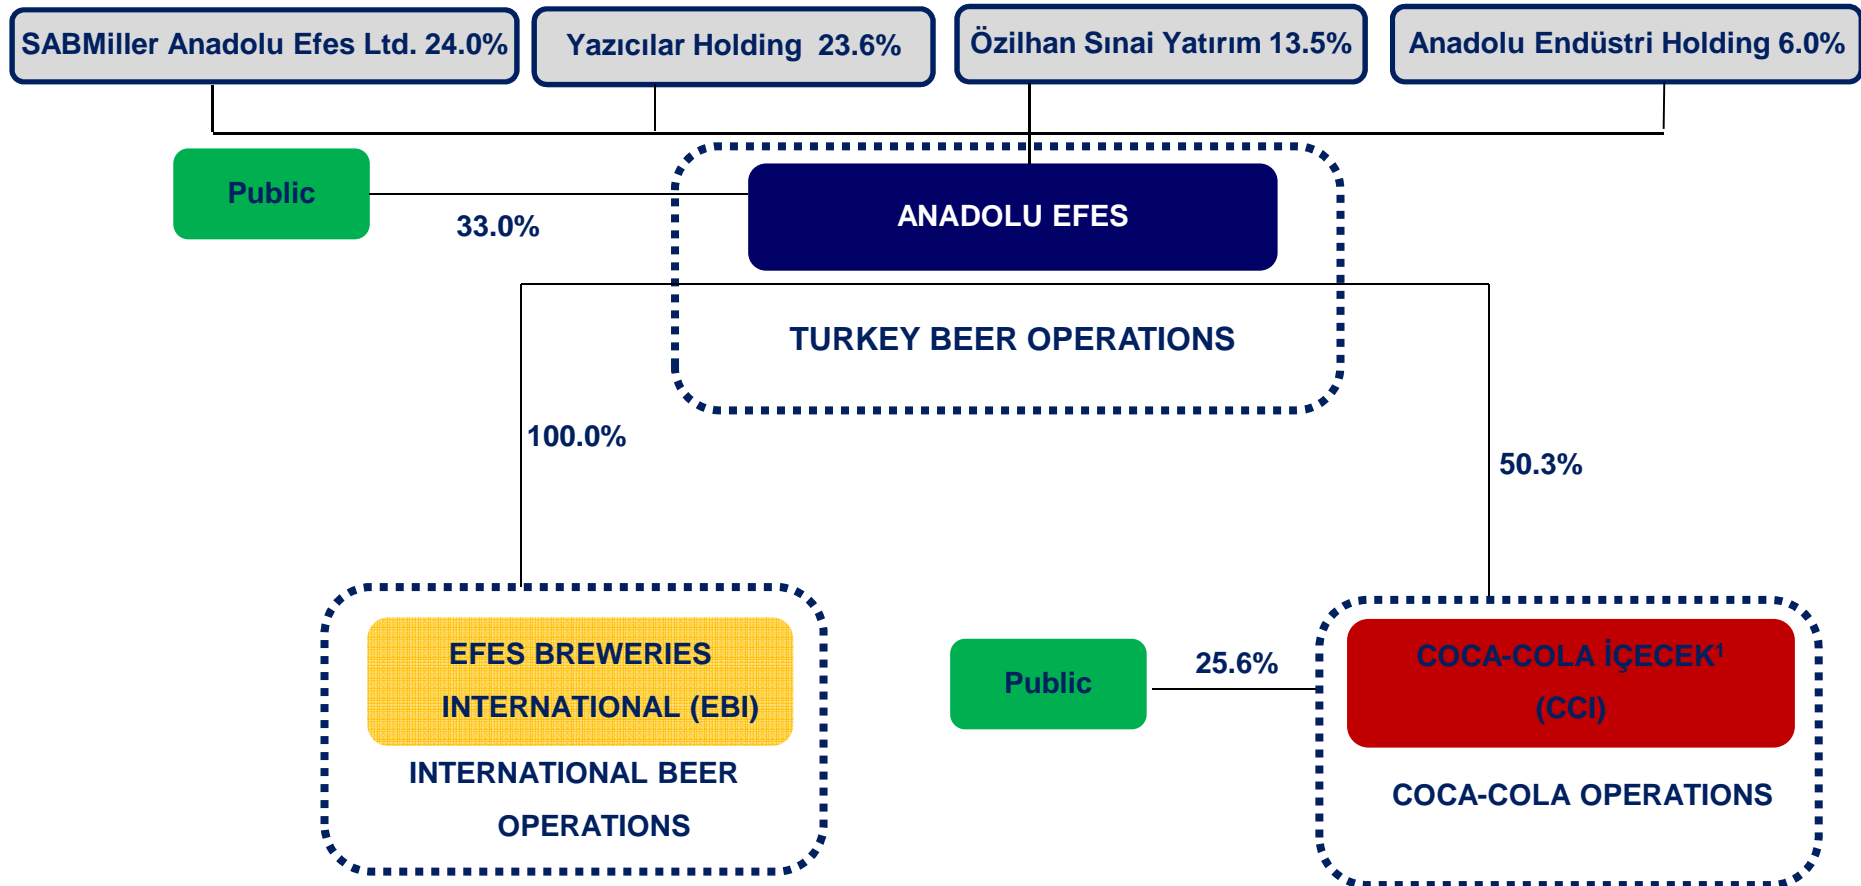 SABMiller Anadolu Efes Ltd. 24.0%
Yazıcılar Holding 23.6%
Özilhan Sınai Yatırım 13.5%
Anadolu Endüstri Holding 6.0%
Public
33.0%
ANADOLU EFES
TURKEY BEER OPERATIONS
100.0%
50.3%
EFES BREWERIES
INTERNATIONAL (EBI)
INTERNATIONAL BEER
OPERATIONS
Public
25.6%
COCA-COLA İÇECEK¹
(CCI)
COCA-COLA OPERATIONS